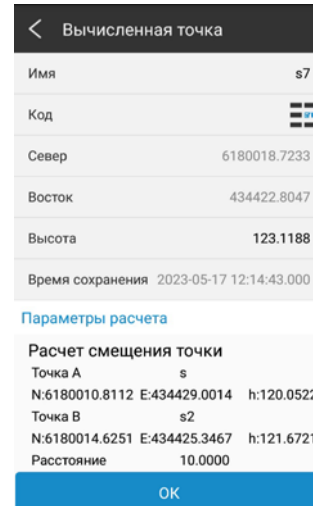 Вычисленная точка
Имя s7
Код
Север 6180018.7233
Восток 434422.8047
Высота 123.1188
Время сохранения 2023-05-17 12:14:43.000
Параметры расчета
Расчет смещения точки
Точка A s
N:6180010.8112 E:434429.0014 h:120.0522
Точка B s2
N:6180014.6251 E:434425.3467 h:121.6721
Расстояние 10.0000
OK